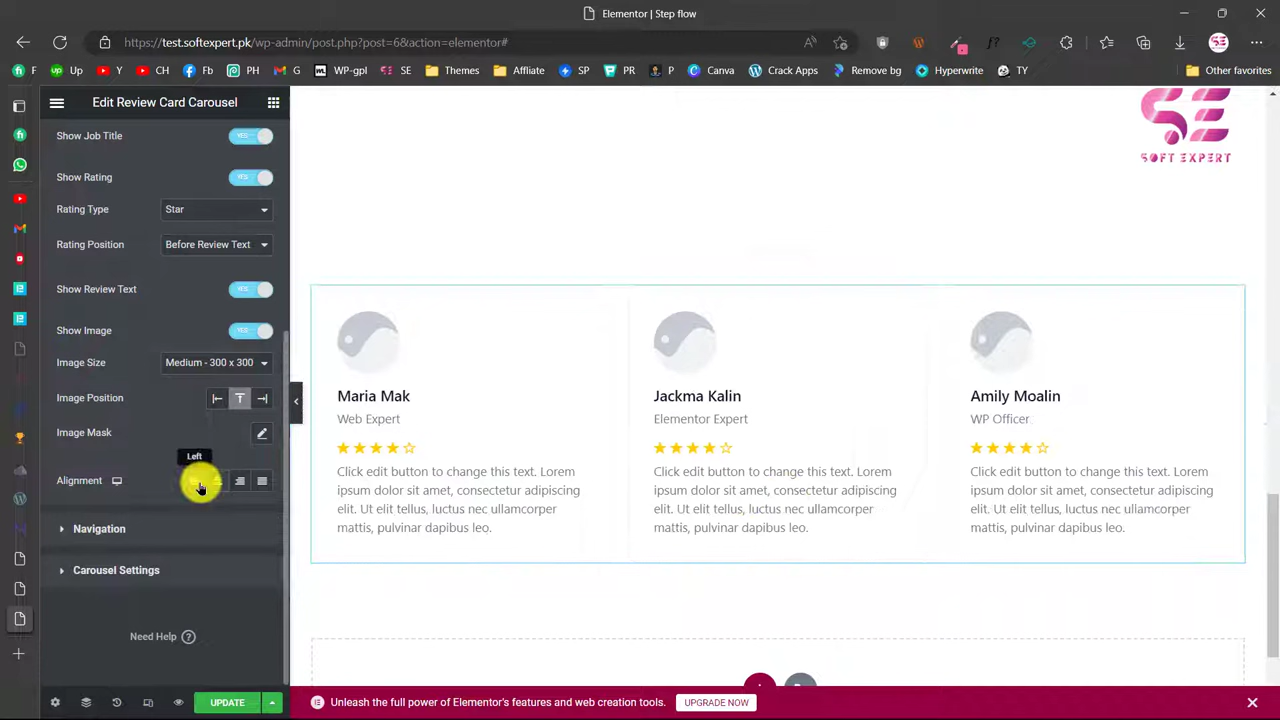 Elementor | Step flow
https://test.softexpert.pk/wp-admin/post.php?post=6&action=elementor#
F Up Y CH Fb PH G WP-gpl SE Themes Affliate SP PR P Canva Crack Apps Remove bg Hyperwrite TY Other favorites
Edit Review Card Carousel
SOFT EXPERT
Show Job Title YES
Show Rating YES
Rating Type Star
Rating Position Before Review Text
Show Review Text YES
Show Image YES
Image Size Medium - 300 x 300
Image Position
Image Mask
Left
Alignment
Navigation
Carousel Settings
Need Help
UPDATE
Maria Mak
Web Expert
Click edit button to change this text. Lorem
ipsum dolor sit amet, consectetur adipiscing
elit. Ut elit tellus, luctus nec ullamcorper
mattis, pulvinar dapibus leo.
Jackma Kalin
Elementor Expert
Click edit button to change this text. Lorem
ipsum dolor sit amet, consectetur adipiscing
elit. Ut elit tellus, luctus nec ullamcorper
mattis, pulvinar dapibus leo.
Amily Moalin
WP Officer
Click edit button to change this text. Lorem
ipsum dolor sit amet, consectetur adipiscing
elit. Ut elit tellus, luctus nec ullamcorper
mattis, pulvinar dapibus leo.
Unleash the full power of Elementor's features and web creation tools. UPGRADE NOW